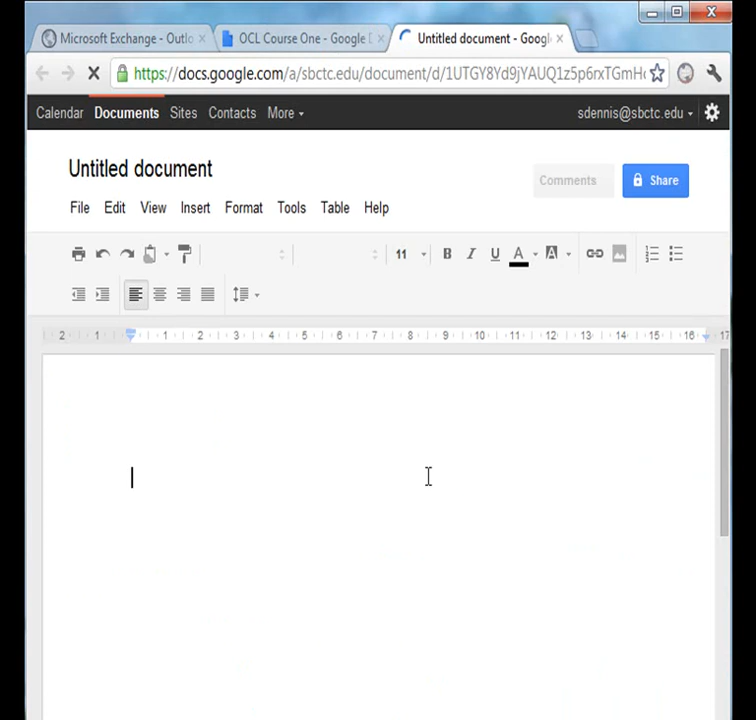 Microsoft Exchange - Outlo
OCL Course One - Google D
Untitled document - Googl
https://docs.google.com/a/sbctc.edu/document/d/1UTGY8Yd9jYAUQ1z5p6rxTGmH
Calendar Documents Sites Contacts More sdennis@sbctc.edu
Untitled document
Comments Share
File Edit View Insert Format Tools Table Help
11 B I U A A
2 1 1 2 3 4 5 6 7 8 9 10 11 12 13 14 15 16 17